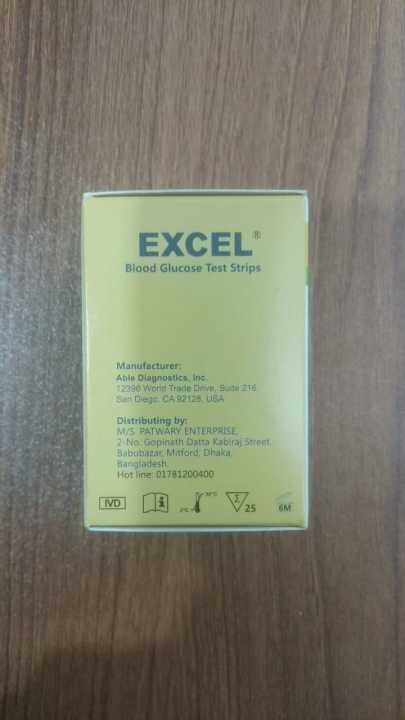 EXCEL®
Blood Glucose Test Strips
Manufacturer:
Able Diagnostics, Inc.
12396 World Trade Drive, Suite 216,
San Diego, CA 92128, USA
Distributing by:
M/S. PATWARY ENTERPRISE,
2-No. Gopinath Datta Kabiraj Street,
Babubazar, Mitford, Dhaka,
Bangladesh.
Hot line: 01781200400
IVD i 2°C 30°C Σ 25 6M